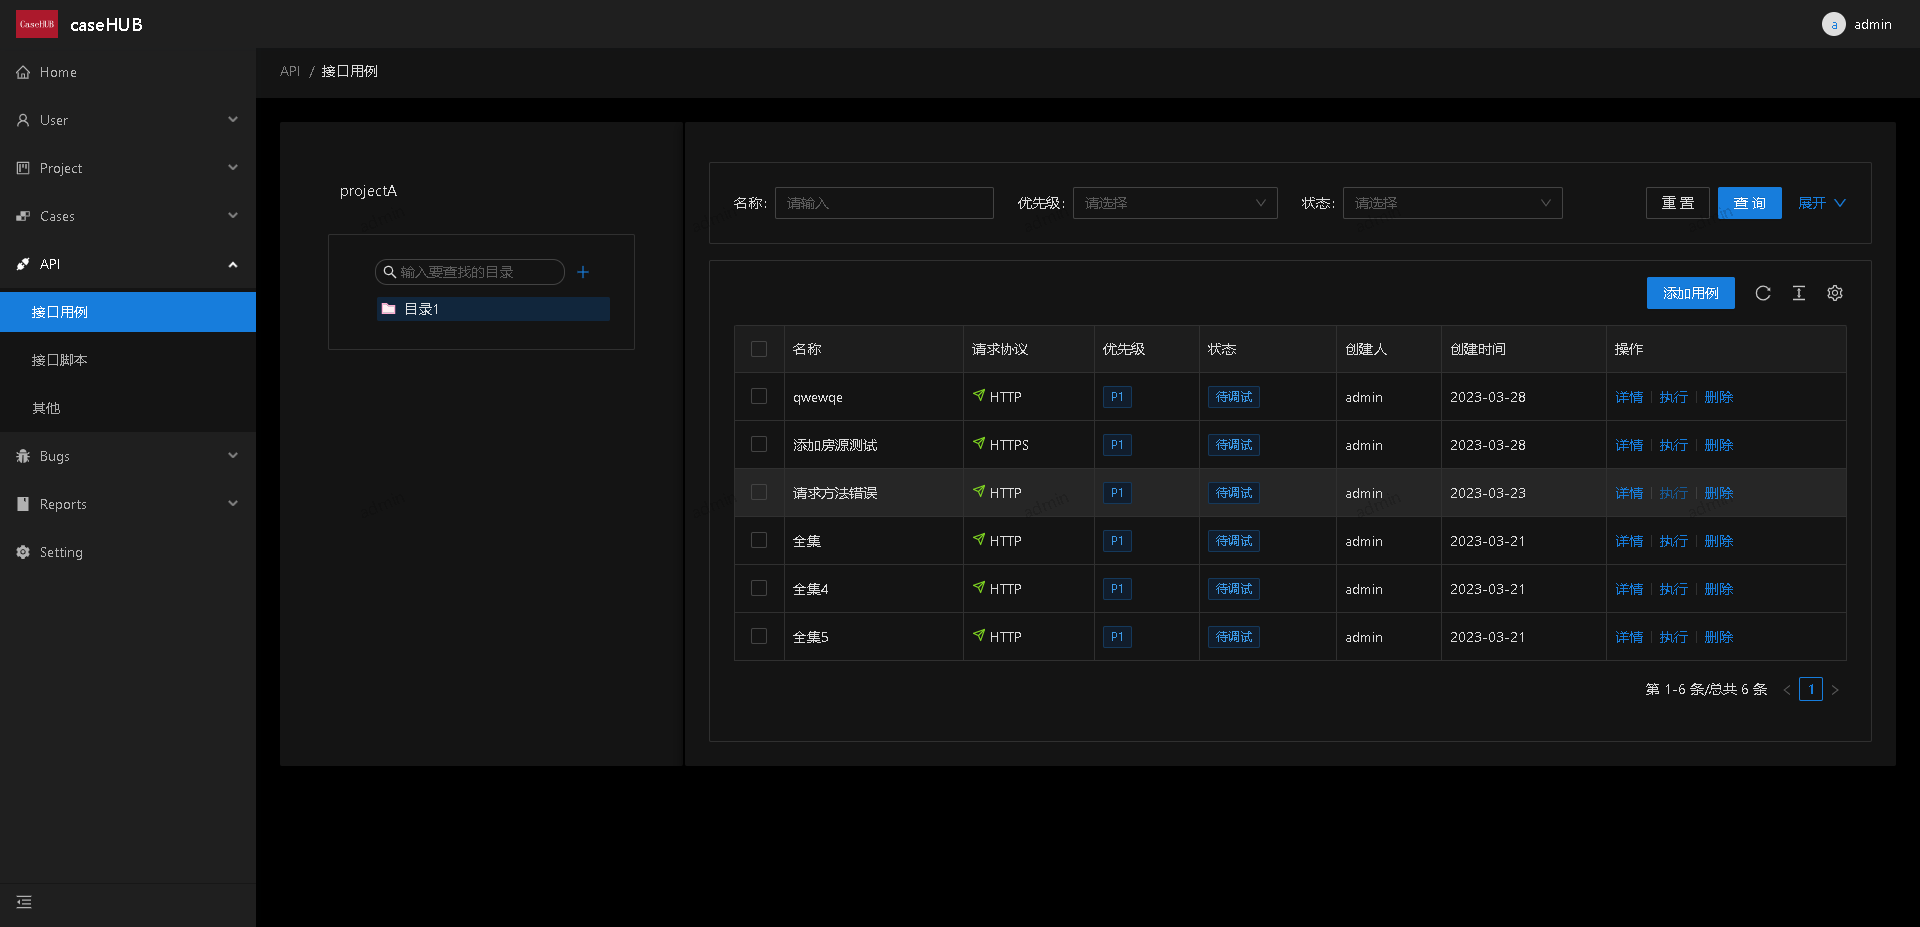 CaseHUB
caseHUB
a
admin
Home
User
Project
Cases
API
接口用例
接口脚本
其他
Bugs
Reports
Setting
API / 接口用例
projectA
输入要查找的目录
目录1
名称: 请输入 优先级: 请选择 状态: 请选择 重 置 查 询 展开
添加用例
名称 请求协议 优先级 状态 创建人 创建时间 操作
qwewqe HTTP P1 待调试 admin 2023-03-28 详情 执行 删除
添加房源测试 HTTPS P1 待调试 admin 2023-03-28 详情 执行 删除
请求方法错误 HTTP P1 待调试 admin 2023-03-23 详情 执行 删除
全集 HTTP P1 待调试 admin 2023-03-21 详情 执行 删除
全集4 HTTP P1 待调试 admin 2023-03-21 详情 执行 删除
全集5 HTTP P1 待调试 admin 2023-03-21 详情 执行 删除
第 1-6 条/总共 6 条 1